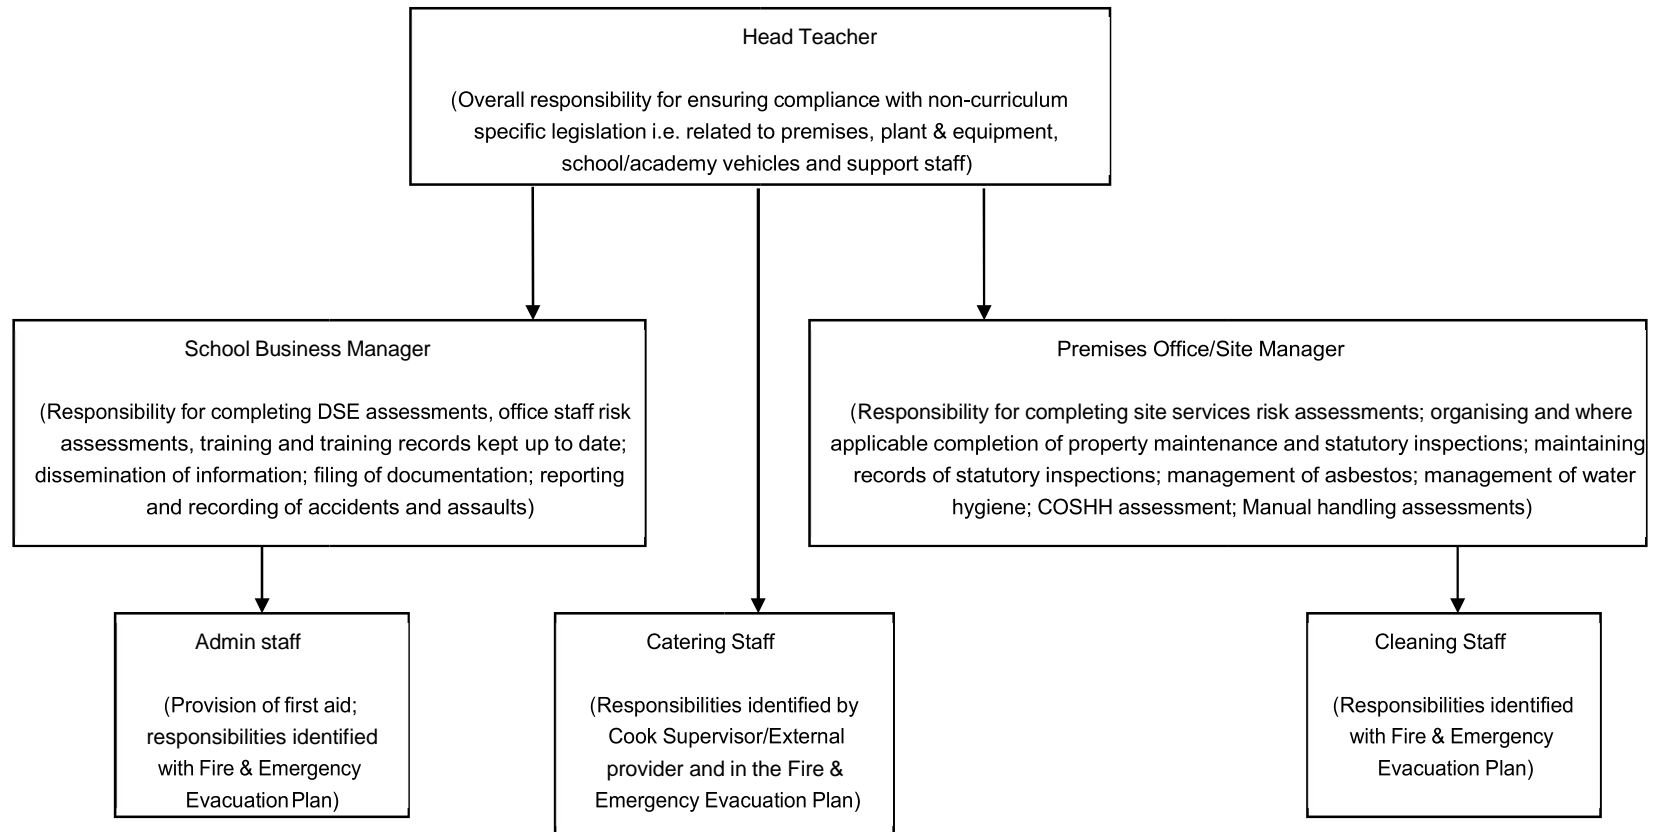 Head Teacher
(Overall responsibility for ensuring compliance with non-curriculum
specific legislation i.e. related to premises, plant & equipment,
school/academy vehicles and support staff)
School Business Manager
(Responsibility for completing DSE assessments, office staff risk
assessments, training and training records kept up to date;
dissemination of information; filing of documentation; reporting
and recording of accidents and assaults)
Premises Office/Site Manager
(Responsibility for completing site services risk assessments; organising and where
applicable completion of property maintenance and statutory inspections; maintaining
records of statutory inspections; management of asbestos; management of water
hygiene; COSHH assessment; Manual handling assessments)
Admin staff
(Provision of first aid;
responsibilities identified
with Fire & Emergency
Evacuation Plan)
Catering Staff
(Responsibilities identified by
Cook Supervisor/External
provider and in the Fire &
Emergency Evacuation Plan)
Cleaning Staff
(Responsibilities identified
with Fire & Emergency
Evacuation Plan)